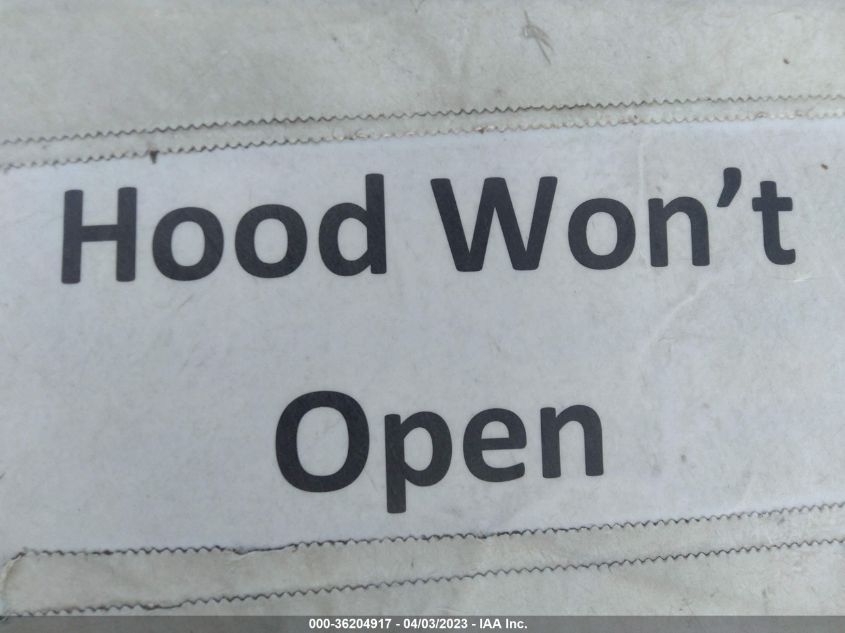 Hood Won’t
Open
000-36204917 - 04/03/2023 - IAA Inc.